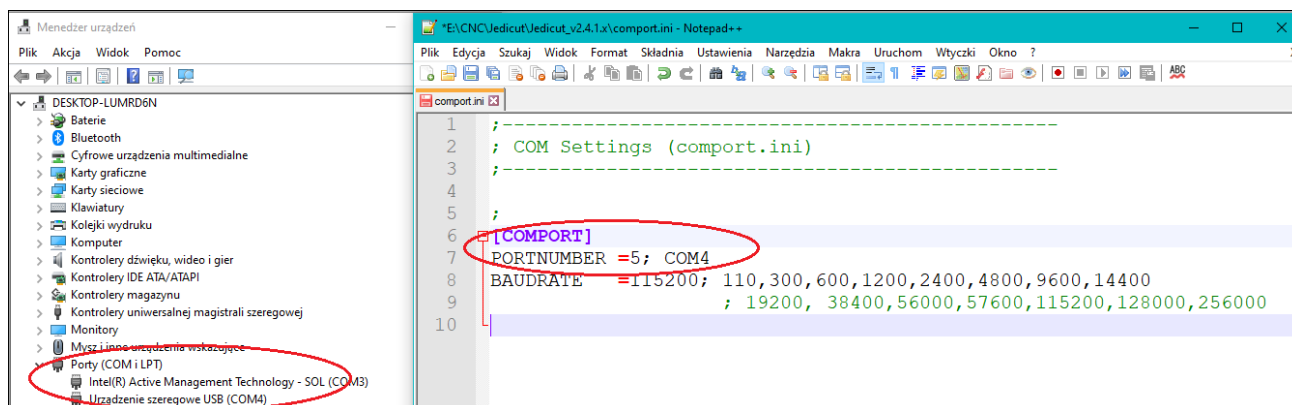 Menedżer urządzeń
Plik Akcja Widok Pomoc
DESKTOP-LUMRD6N
Baterie
Bluetooth
Cyfrowe urządzenia multimedialne
Karty graficzne
Karty sieciowe
Klawiatury
Kolejki wydruku
Komputer
Kontrolery dźwięku, wideo i gier
Kontrolery IDE ATA/ATAPI
Kontrolery magazynu
Kontrolery uniwersalnej magistrali szeregowej
Monitory
Mysz i inne urządzenia wskazujące
Porty (COM i LPT)
Intel(R) Active Management Technology - SOL (COM3)
Urządzenie szeregowe USB (COM4)
*E:\CNC\Jedicut\Jedicut_v2.4.1.x\comport.ini - Notepad++
Plik Edycja Szukaj Widok Format Składnia Ustawienia Narzędzia Makra Uruchom Wtyczki Okno ?
comport.ini
1 ;-----------------------------------------------
2 ; COM Settings (comport.ini)
3 ;-----------------------------------------------
4
5 ;
6 [COMPORT]
7 PORTNUMBER =5; COM4
8 BAUDRATE =115200; 110,300,600,1200,2400,4800,9600,14400
9 ; 19200, 38400,56000,57600,115200,128000,256000
10